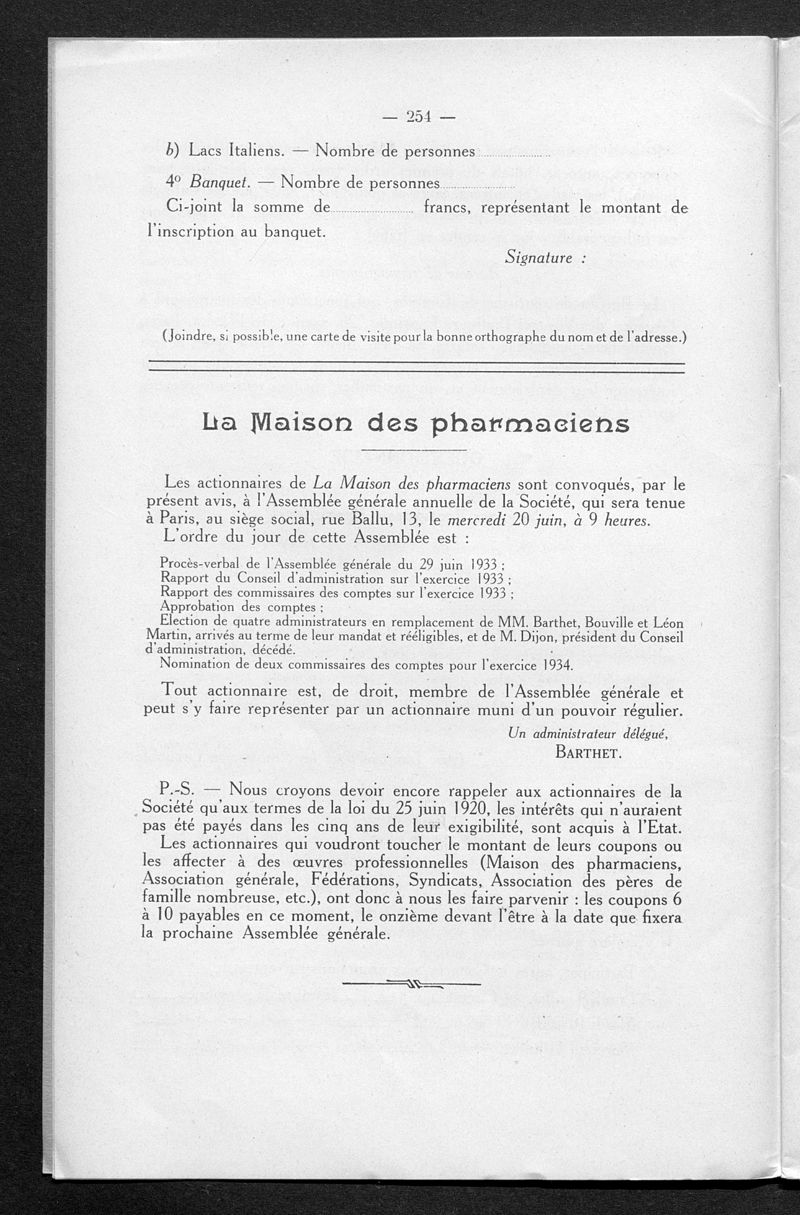 — 254 —
b) Lacs Italiens. — Nombre de personnes........................
4° Banquet. — Nombre de personnes........................
Ci-joint la somme de........................ francs, représentant le montant de
l'inscription au banquet.
Signature :
(Joindre, si possible, une carte de visite pour la bonne orthographe du nom et de l'adresse.)
La Maison des pharmaciens
Les actionnaires de La Maison des pharmaciens sont convoqués, par le
présent avis, à l'Assemblée générale annuelle de la Société, qui sera tenue
à Paris, au siège social, rue Ballu, 13, le mercredi 20 juin, à 9 heures.
L'ordre du jour de cette Assemblée est :
Procès-verbal de l'Assemblée générale du 29 juin 1933 ;
Rapport du Conseil d'administration sur l'exercice 1933 ;
Rapport des commissaires des comptes sur l'exercice 1933 ;
Approbation des comptes ;
Election de quatre administrateurs en remplacement de MM. Barthet, Bouville et Léon
Martin, arrivés au terme de leur mandat et rééligibles, et de M. Dijon, président du Conseil
d'administration, décédé.
Nomination de deux commissaires des comptes pour l'exercice 1934.
Tout actionnaire est, de droit, membre de l'Assemblée générale et
peut s'y faire représenter par un actionnaire muni d'un pouvoir régulier.
Un administrateur délégué,
BARTHET.
P.-S. — Nous croyons devoir encore rappeler aux actionnaires de la
Société qu'aux termes de la loi du 25 juin 1920, les intérêts qui n'auraient
pas été payés dans les cinq ans de leur exigibilité, sont acquis à l'Etat.
Les actionnaires qui voudront toucher le montant de leurs coupons ou
les affecter à des œuvres professionnelles (Maison des pharmaciens,
Association générale, Fédérations, Syndicats, Association des pères de
famille nombreuse, etc.), ont donc à nous les faire parvenir : les coupons 6
à 10 payables en ce moment, le onzième devant l'être à la date que fixera
la prochaine Assemblée générale.